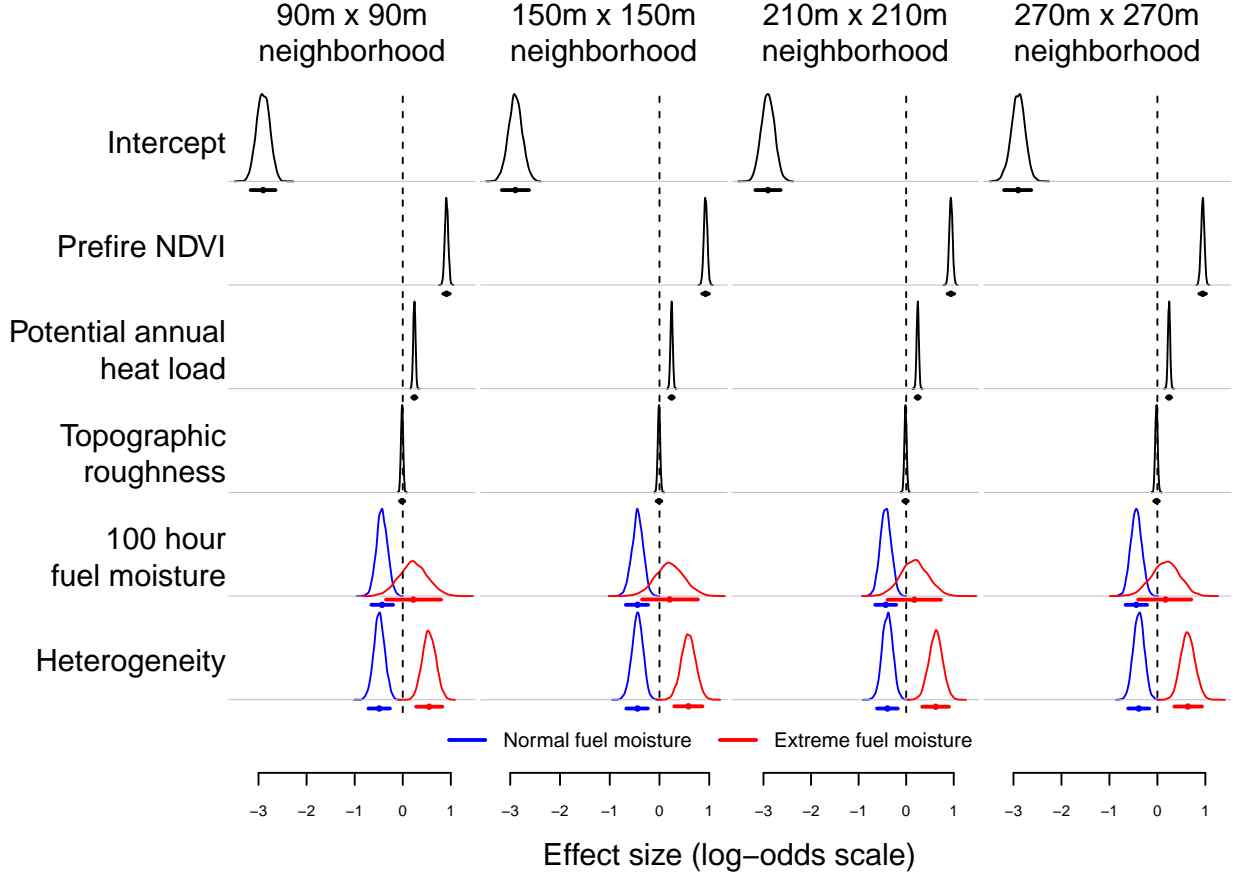 90m x 90m
neighborhood
150m x 150m
neighborhood
210m x 210m
neighborhood
270m x 270m
neighborhood
Intercept
Prefire NDVI
Potential annual
heat load
Topographic
roughness
100 hour
fuel moisture
Heterogeneity
Normal fuel moisture
Extreme fuel moisture
−3 −2 −1 0 1
−3 −2 −1 0 1
−3 −2 −1 0 1
−3 −2 −1 0 1
Effect size (log−odds scale)